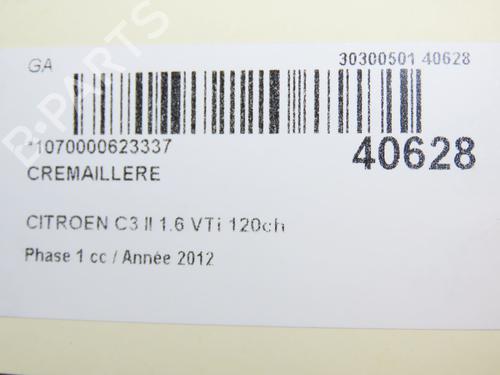 GA
30300501 40628
*1070000623337
40628
CREMAILLERE
CITROEN C3 II 1.6 VTi 120ch
Phase 1 cc / Année 2012
B-PARTS